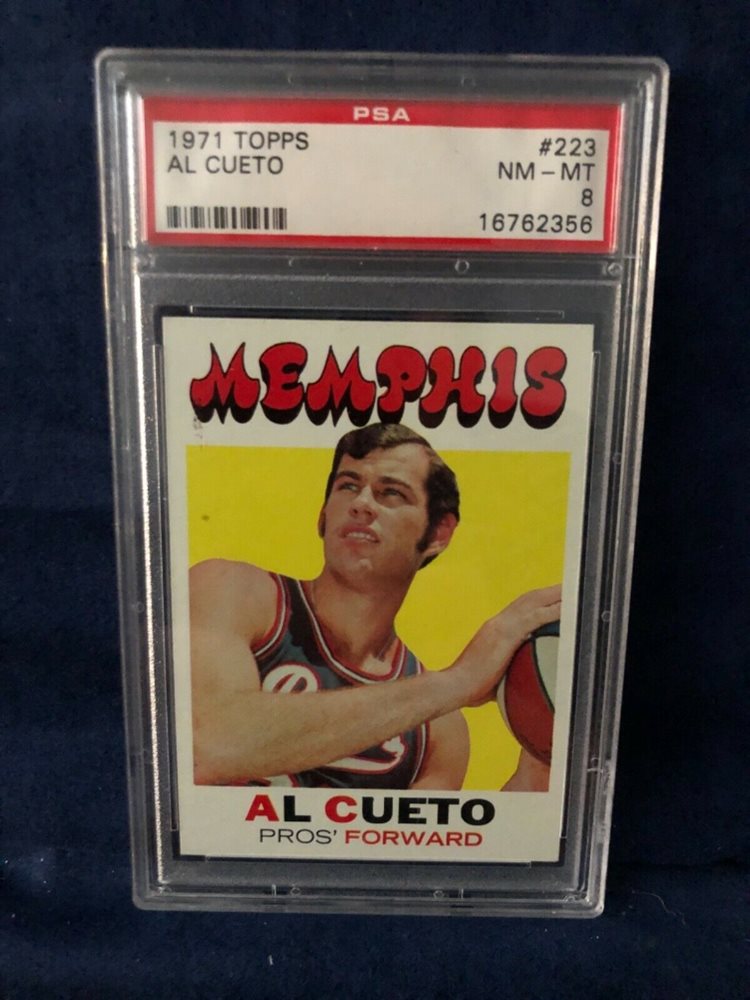 PSA
1971 TOPPS #223
AL CUETO NM - MT
8
16762356
MEMPHIS
AL CUETO
PROS' FORWARD